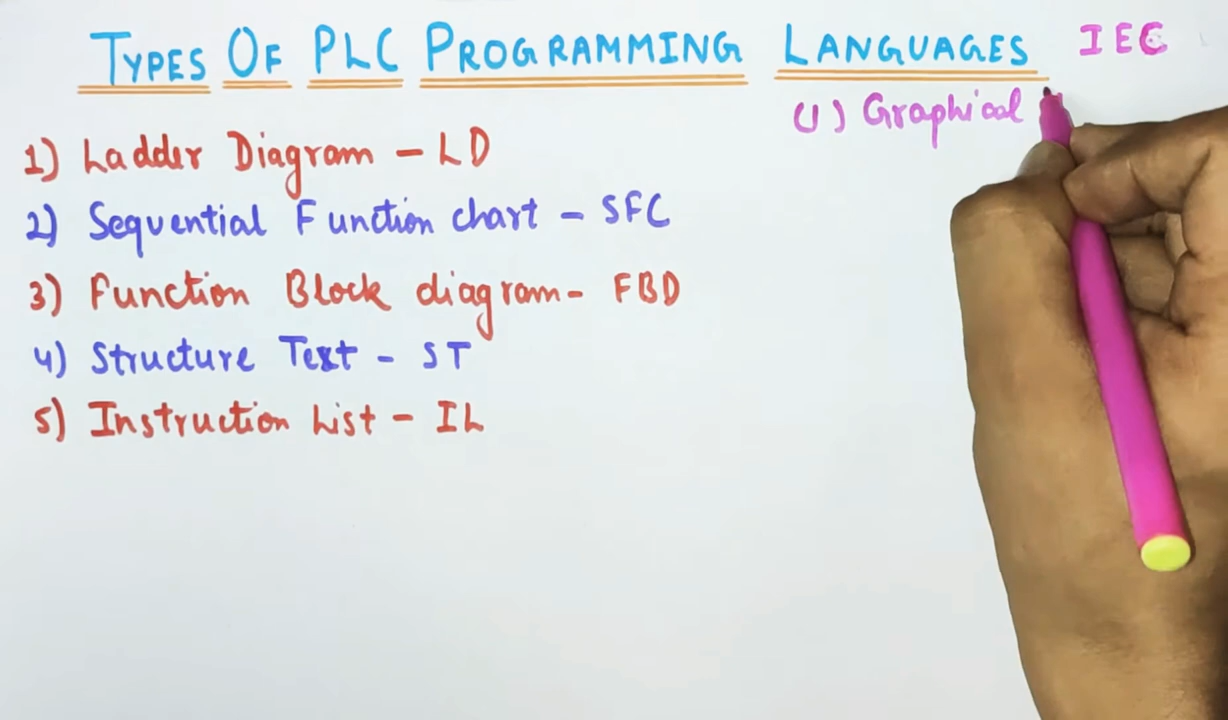 TYPES OF PLC PROGRAMMING LANGUAGES IEC
(1) Graphical
1) Ladder Diagram - LD
2) Sequential Function chart - SFC
3) Function Block diagram - FBD
4) Structure Text - ST
5) Instruction List - IL